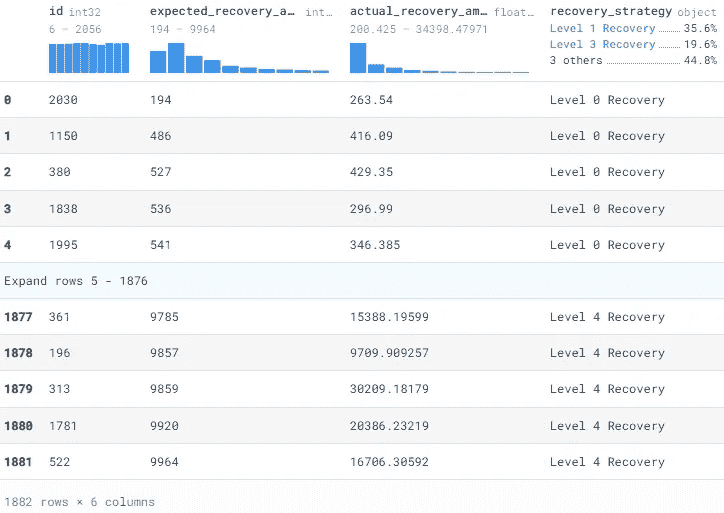 id int32 expected_recovery_a… int… actual_recovery_am… float… recovery_strategy object
6 – 2056 194 – 9964 200.425 – 34398.47971 Level 1 Recovery 35.6%
Level 3 Recovery 19.6%
3 others 44.8%
0 2030 194 263.54 Level 0 Recovery
1 1150 486 416.09 Level 0 Recovery
2 380 527 429.35 Level 0 Recovery
3 1838 536 296.99 Level 0 Recovery
4 1995 541 346.385 Level 0 Recovery
Expand rows 5 - 1876
1877 361 9785 15388.19599 Level 4 Recovery
1878 196 9857 9709.909257 Level 4 Recovery
1879 313 9859 30209.18179 Level 4 Recovery
1880 1781 9920 20386.23219 Level 4 Recovery
1881 522 9964 16706.30592 Level 4 Recovery
1882 rows × 6 columns